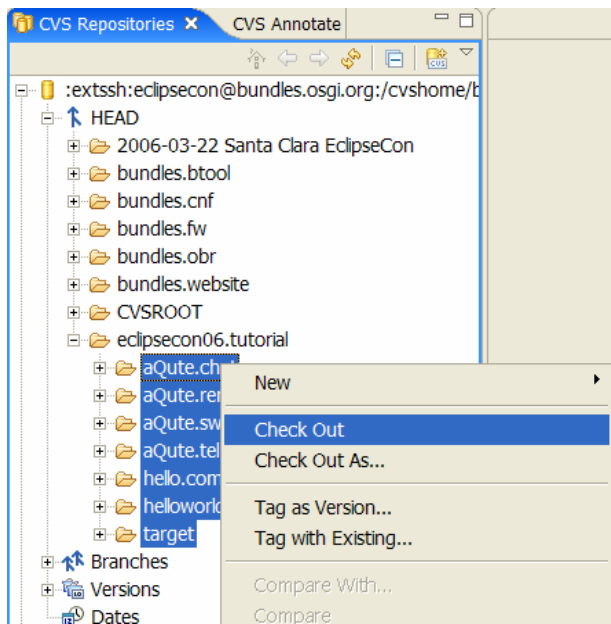 CVS Repositories
CVS Annotate
:extssh:eclipsecon@bundles.osgi.org:/cvshome/b
HEAD
2006-03-22 Santa Clara EclipseCon
bundles.btool
bundles.cnf
bundles.fw
bundles.obr
bundles.website
CVSROOT
eclipsecon06.tutorial
aQute.ch
aQute.re
aQute.sw
aQute.tel
hello.com
helloworl
target
Branches
Versions
Dates
New
Check Out
Check Out As...
Tag as Version...
Tag with Existing...
Compare With...
Compare